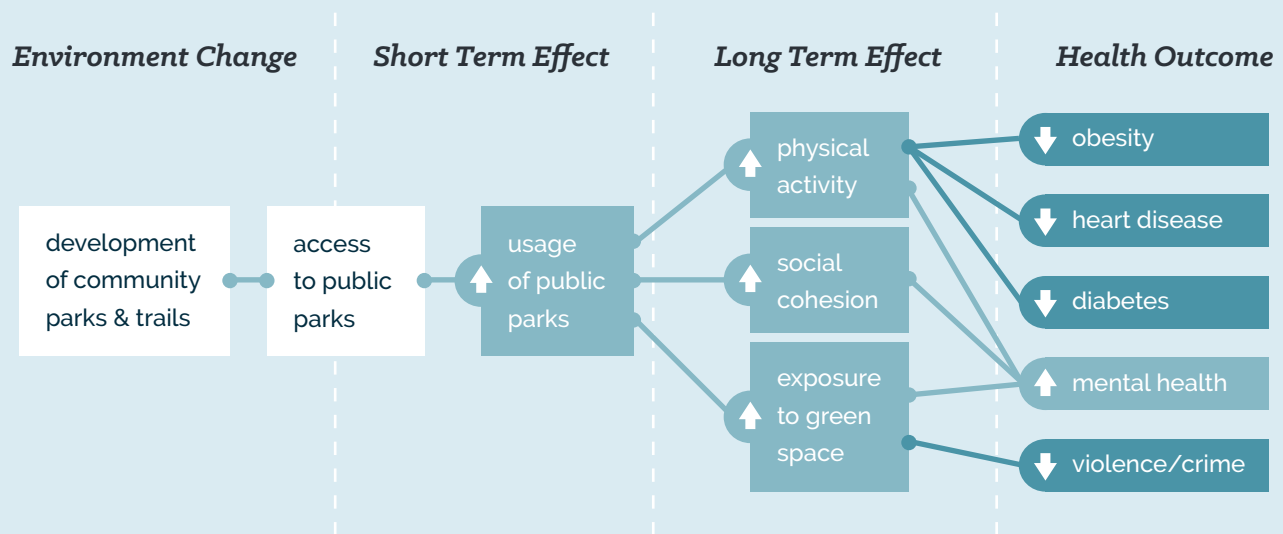 Environment Change
Short Term Effect
Long Term Effect
Health Outcome
development
of community
parks & trails
access
to public
parks
usage
of public
parks
physical
activity
social
cohesion
exposure
to green
space
obesity
heart disease
diabetes
mental health
violence/crime